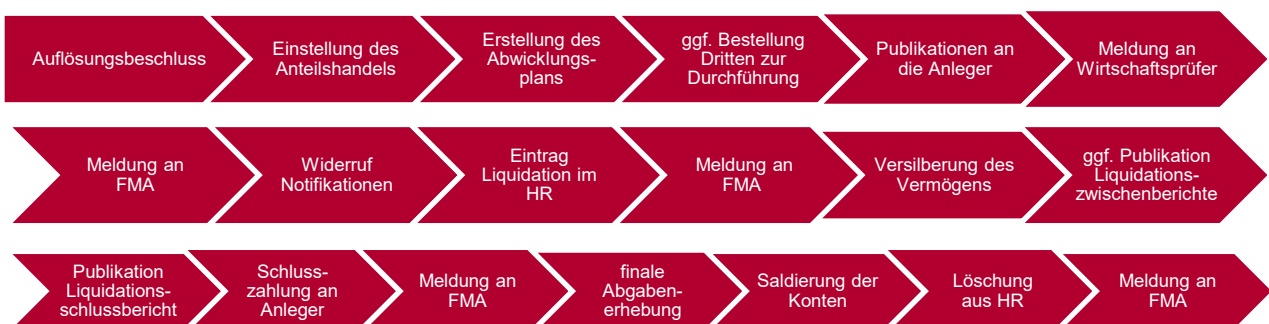 Auflösungsbeschluss
Einstellung des
Anteilshandels
Erstellung des
Abwicklungs-
plans
ggf. Bestellung
Dritten zur
Durchführung
Publikationen an
die Anleger
Meldung an
Wirtschaftsprüfer
Meldung an
FMA
Widerruf
Notifikationen
Eintrag
Liquidation im
HR
Meldung an
FMA
Versilberung des
Vermögens
ggf. Publikation
Liquidations-
zwischenberichte
Publikation
Liquidations-
schlussbericht
Schluss-
zahlung an
Anleger
Meldung an
FMA
finale
Abgaben-
erhebung
Saldierung der
Konten
Löschung
aus HR
Meldung an
FMA